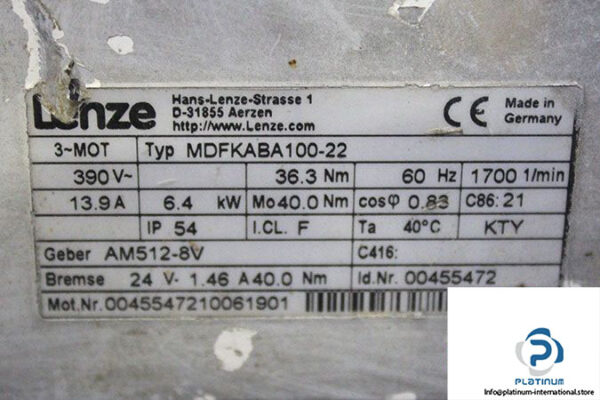 Lenze
Hans-Lenze-Strasse 1
D-31855 Aerzen
http://www.Lenze.com
CE
Made in
Germany
3~MOT Typ MDFKABA100-22
390 V~ 36.3 Nm 60 Hz 1700 1/min
13.9 A 6.4 kW Mo 40.0 Nm cosφ 0.83 C86: 21
IP 54 I.CL. F Ta 40°C KTY
Geber AM512-8V C416:
Bremse 24 V- 1.46 A 40.0 Nm Id.Nr. 00455472
Mot.Nr. 0045547210061901
PLATINUM
INTERNATIONAL
info@platinum-international.store